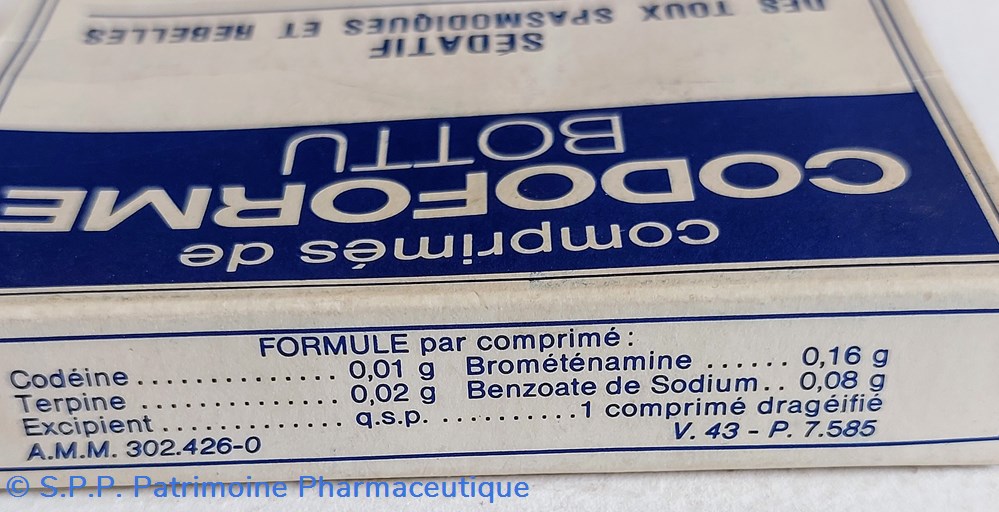 comprimés de
CODOFORME
BOTTU
SÉDATIF
DES TOUX SPASMODIQUES ET REBELLES
FORMULE par comprimé :
Codéine ............... 0,01 g Brométénamine ...... 0,16 g
Terpine ............... 0,02 g Benzoate de Sodium .. 0,08 g
Excipient ............. q.s.p. ........... 1 comprimé dragéifié
A.M.M. 302.426-0 V. 43 - P. 7.585
© S.P.P. Patrimoine Pharmaceutique